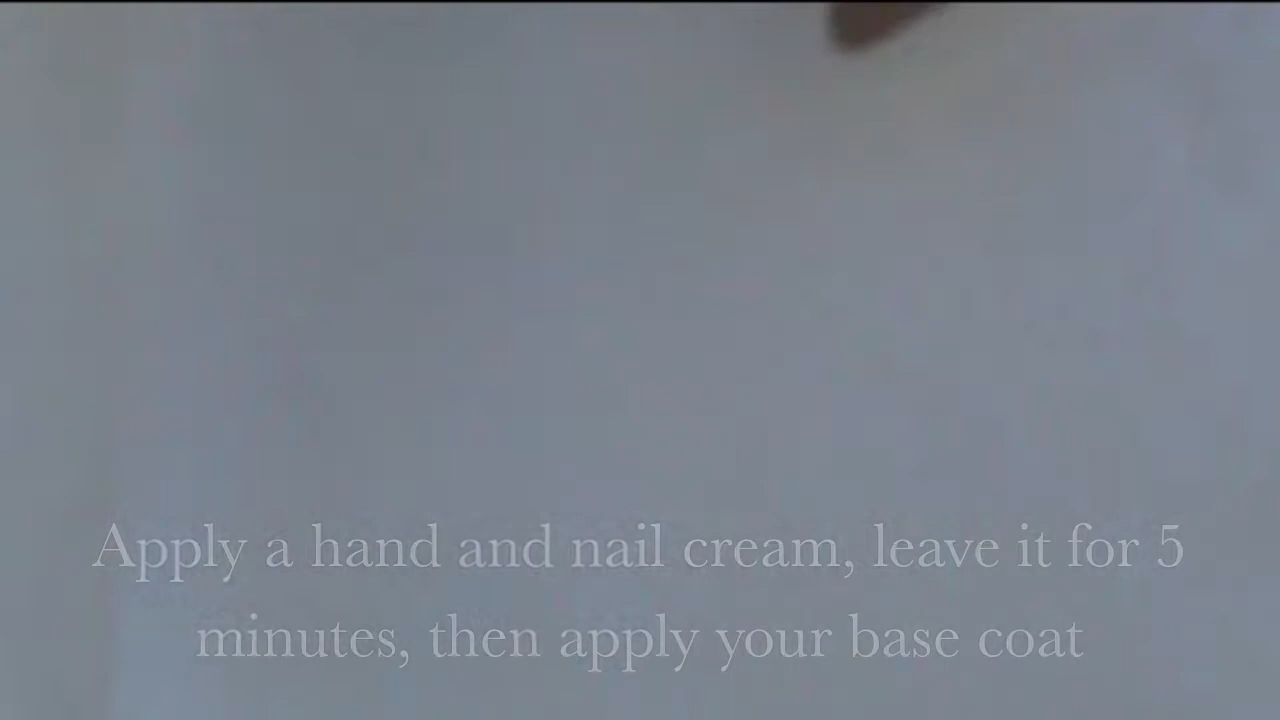 Apply a hand and nail cream, leave it for 5
minutes, then apply your base coat